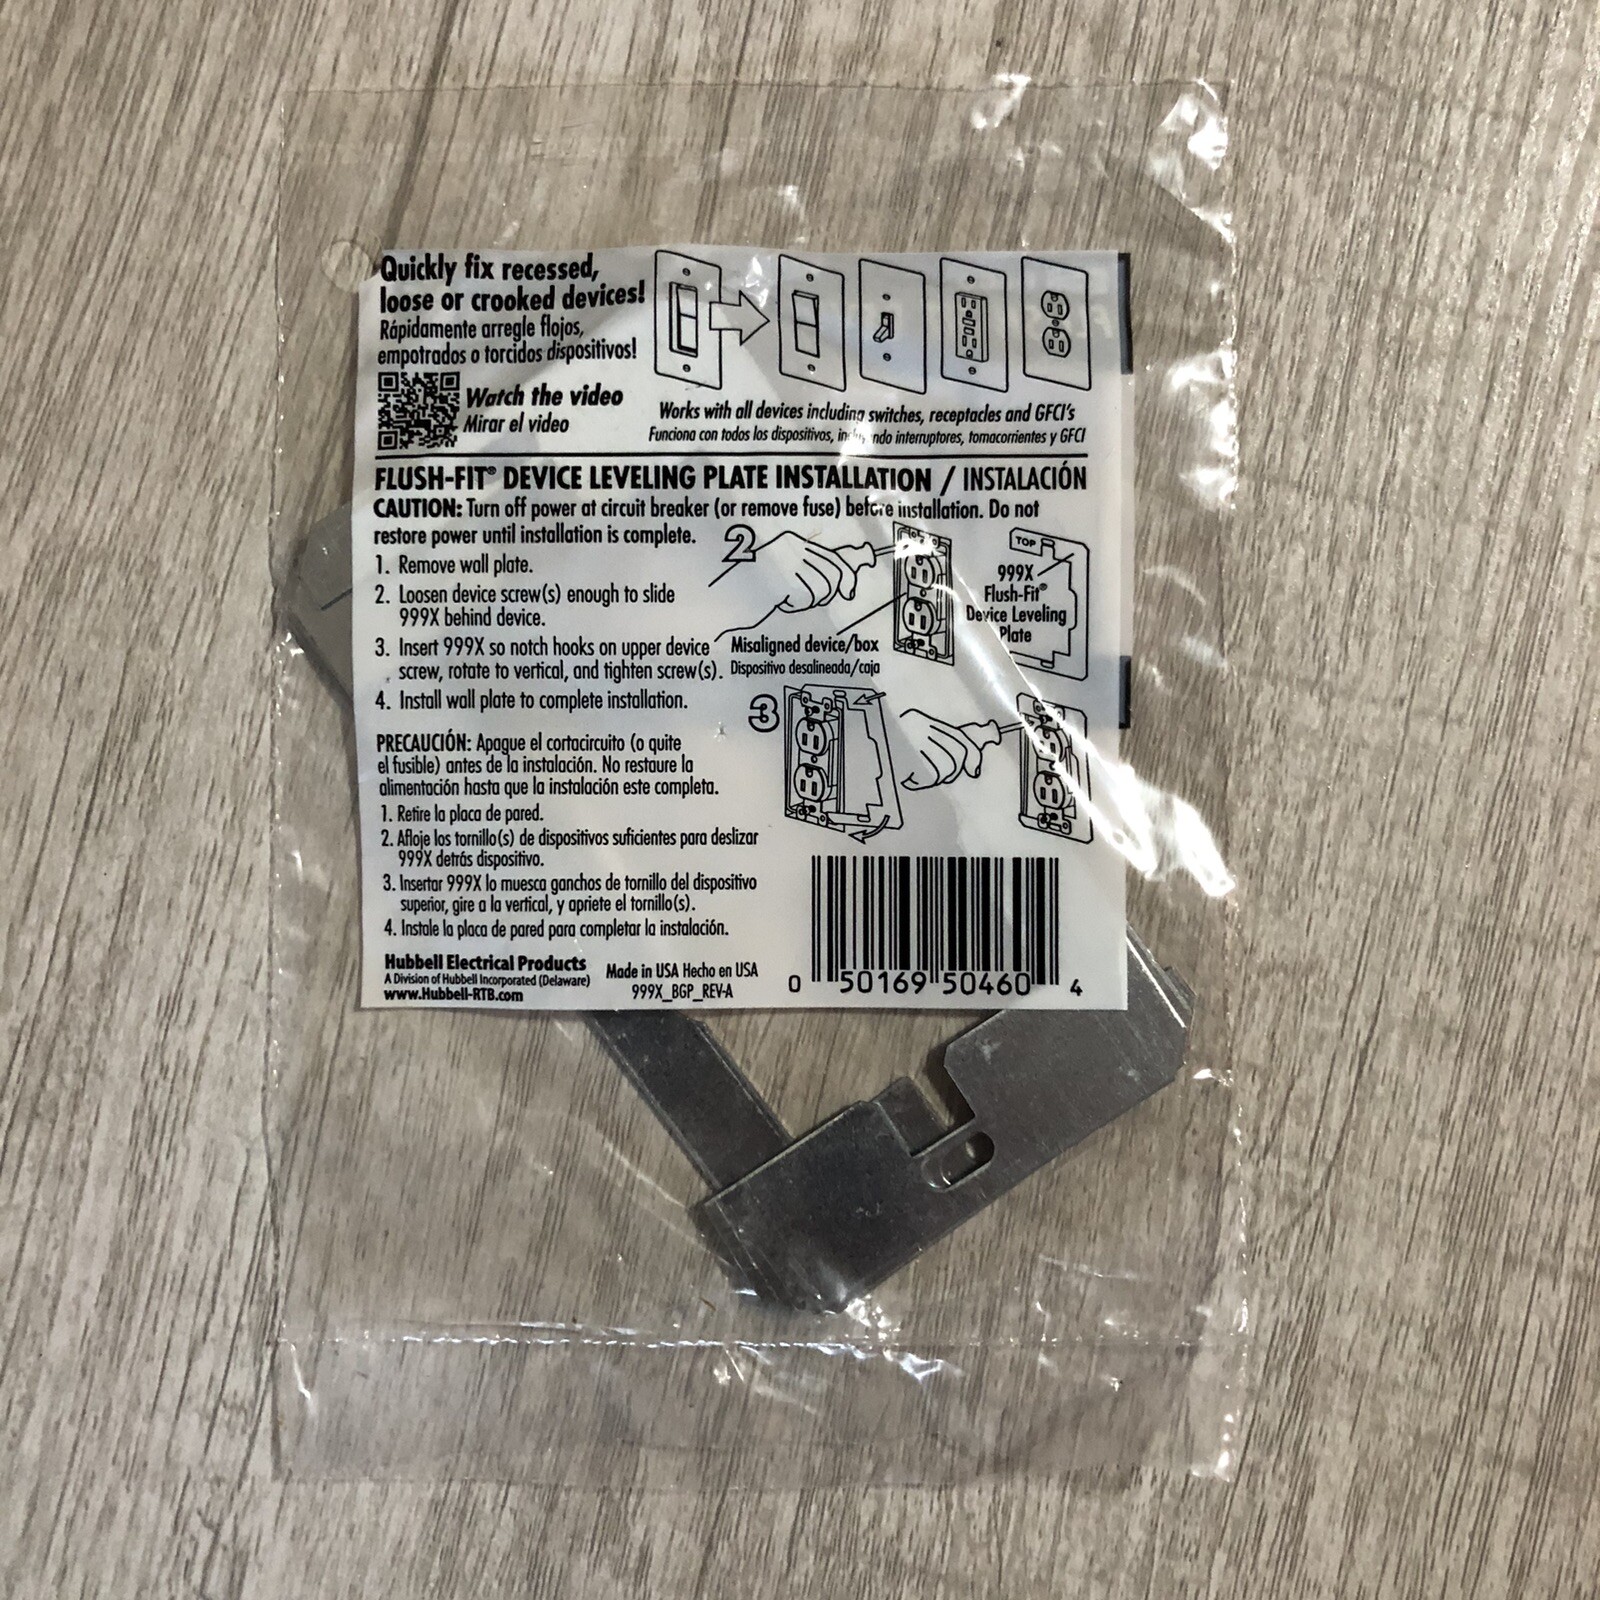 Quickly fix recessed,
loose or crooked devices!
Rápidamente arregle flojos,
empotrados o torcidos dispositivos!
Watch the video
Mirar el video
Works with all devices including switches, receptacles and GFCI's
Funciona con todos los dispositivos, incluyendo interruptores, tomacorrientes y GFCI
FLUSH-FIT® DEVICE LEVELING PLATE INSTALLATION / INSTALACIÓN
CAUTION: Turn off power at circuit breaker (or remove fuse) before installation. Do not
restore power until installation is complete.
1. Remove wall plate.
2. Loosen device screw(s) enough to slide
999X behind device.
3. Insert 999X so notch hooks on upper device
screw, rotate to vertical, and tighten screw(s).
4. Install wall plate to complete installation.
2
Misaligned device/box
Dispositivo desalineada/caja
TOP
999X
Flush-Fit®
Device Leveling
Plate
3
PRECAUCIÓN: Apague el cortacircuito (o quite
el fusible) antes de la instalación. No restaure la
alimentación hasta que la instalación este completa.
1. Retire la placa de pared.
2. Afloje los tornillo(s) de dispositivos suficientes para deslizar
999X detrás dispositivo.
3. Insertar 999X lo muesca ganchos de tornillo del dispositivo
superior, gire a la vertical, y apriete el tornillo(s).
4. Instale la placa de pared para completar la instalación.
Hubbell Electrical Products
A Division of Hubbell Incorporated (Delaware)
www.Hubbell-RTB.com
Made in USA Hecho en USA
999X_BGP_REV-A
0 50169 50460 4